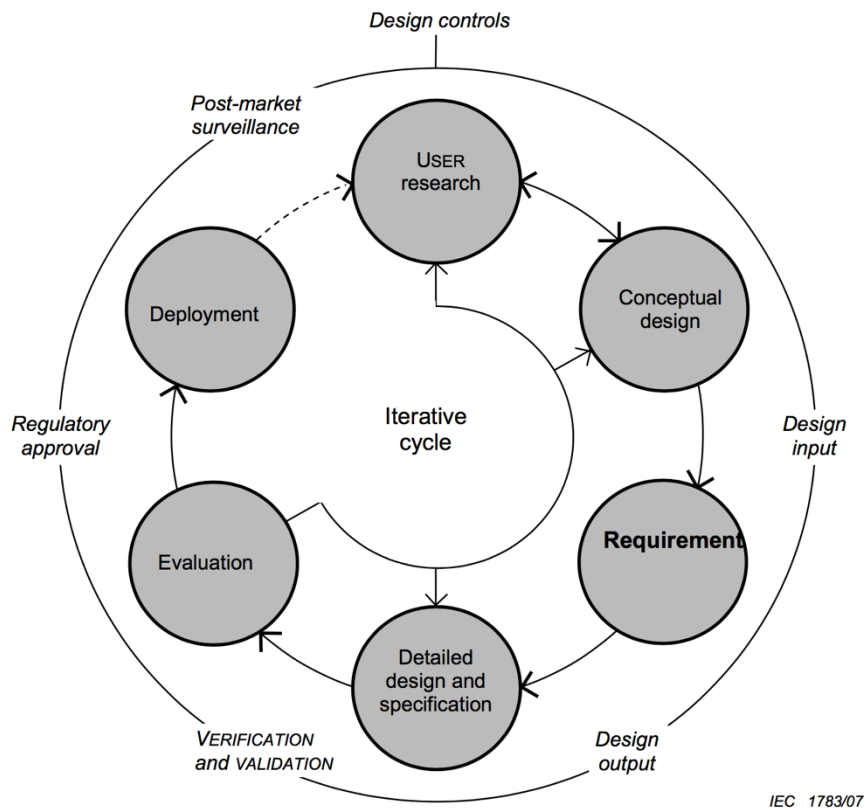 Design controls
Post-market
surveillance
USER
research
Deployment
Conceptual
design
Iterative
cycle
Regulatory
approval
Design
input
Evaluation
Requirement
Detailed
design and
specification
VERIFICATION
and VALIDATION
Design
output
IEC 1783/07